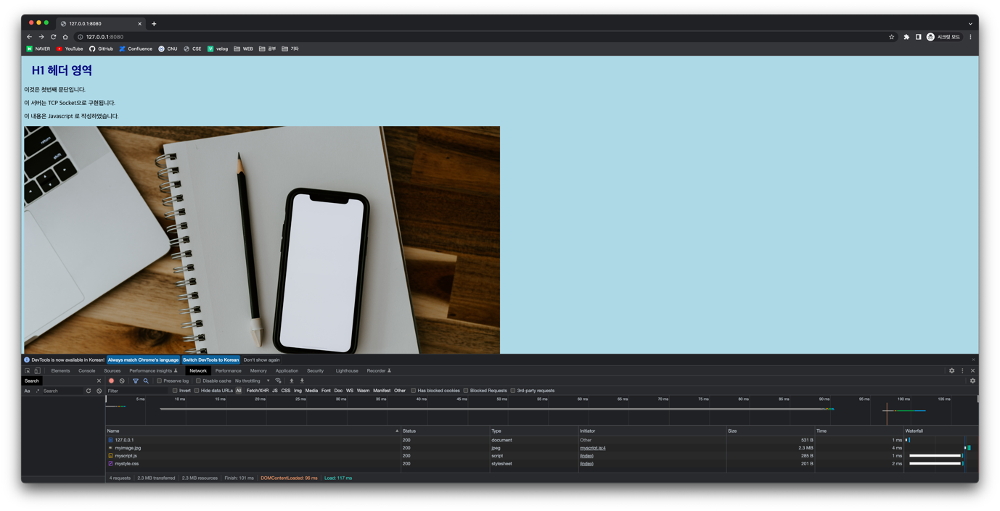 127.0.0.1:8080
127.0.0.1:8080 시크릿 모드
NAVER YouTube GitHub Confluence CNU CSE velog WEB 공부 기타
H1 헤더 영역
이것은 첫번째 문단입니다.
이 서버는 TCP Socket으로 구현됩니다.
이 내용은 Javascript 로 작성하였습니다.
return
shift
DevTools is now available in Korean! Always match Chrome's language Switch DevTools to Korean Don't show again
Elements Console Sources Performance insights Network Performance Memory Application Security Lighthouse Recorder
Search Preserve log Disable cache No throttling
Aa .* Search Filter Invert Hide data URLs All Fetch/XHR JS CSS Img Media Font Doc WS Wasm Manifest Other Has blocked cookies Blocked Requests 3rd-party requests
5 ms 10 ms 15 ms 20 ms 25 ms 30 ms 35 ms 40 ms 45 ms 50 ms 55 ms 60 ms 65 ms 70 ms 75 ms 80 ms 85 ms 90 ms 95 ms 100 ms 105 ms
Name Status Type Initiator Size Time Waterfall
127.0.0.1 200 document Other 531 B 1 ms
myimage.jpg 200 jpeg myscript.js:4 2.3 MB 4 ms
myscript.js 200 script (index) 285 B 1 ms
mystyle.css 200 stylesheet (index) 201 B 2 ms
4 requests 2.3 MB transferred 2.3 MB resources Finish: 101 ms DOMContentLoaded: 96 ms Load: 117 ms